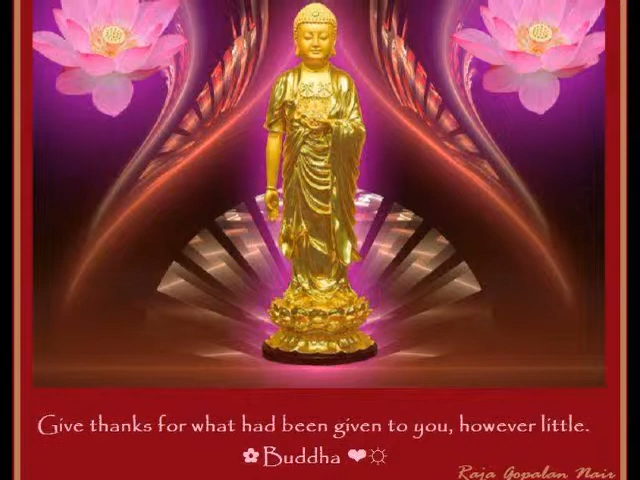 Give thanks for what had been given to you, however little.
✿Buddha ❤☼
Raja Gopalan Nair